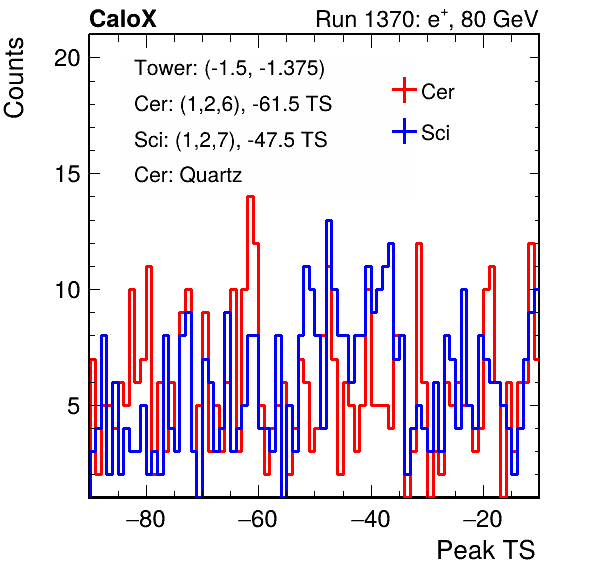 CaloX Run 1370: e⁺, 80 GeV
Counts
Tower: (-1.5, -1.375)
Cer: (1,2,6), -61.5 TS
Sci: (1,2,7), -47.5 TS
Cer: Quartz
Cer
Sci
20
15
10
5
−80 −60 −40 −20
Peak TS